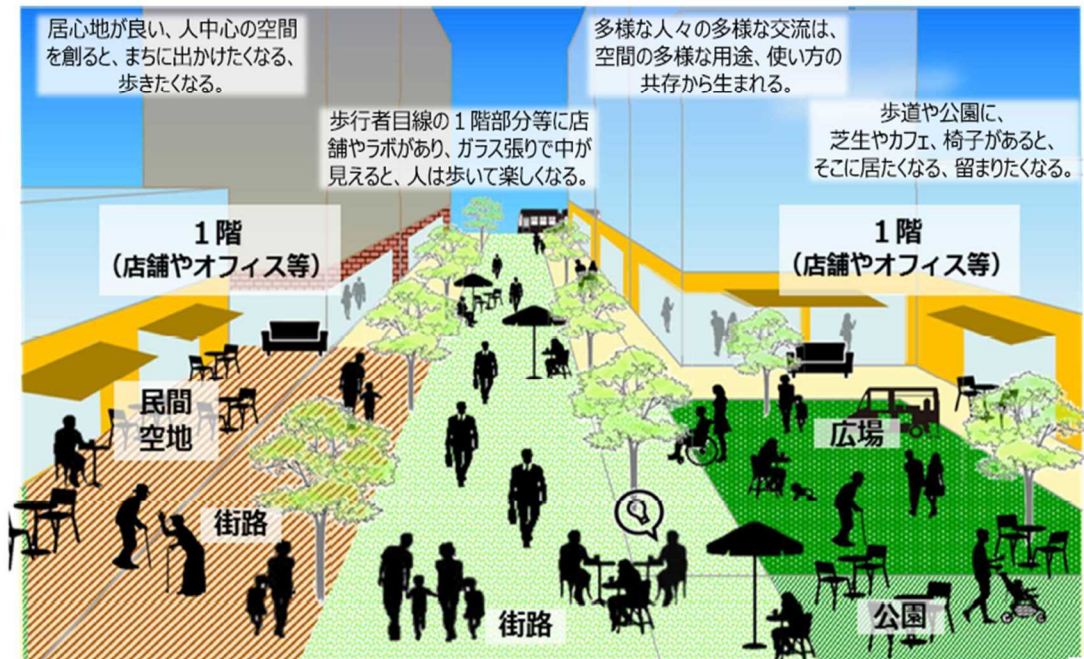 居心地が良い、人中心の空間
を創ると、まちに出かけたくなる、
歩きたくなる。
多様な人々の多様な交流は、
空間の多様な用途、使い方の
共存から生まれる。
歩行者目線の１階部分等に店
舗やラボがあり、ガラス張りで中が
見えると、人は歩いて楽しくなる。
歩道や公園に、
芝生やカフェ、椅子があると、
そこに居たくなる、留まりたくなる。
１階
（店舗やオフィス等）
１階
（店舗やオフィス等）
民間
空地
広場
街路
街路
公園